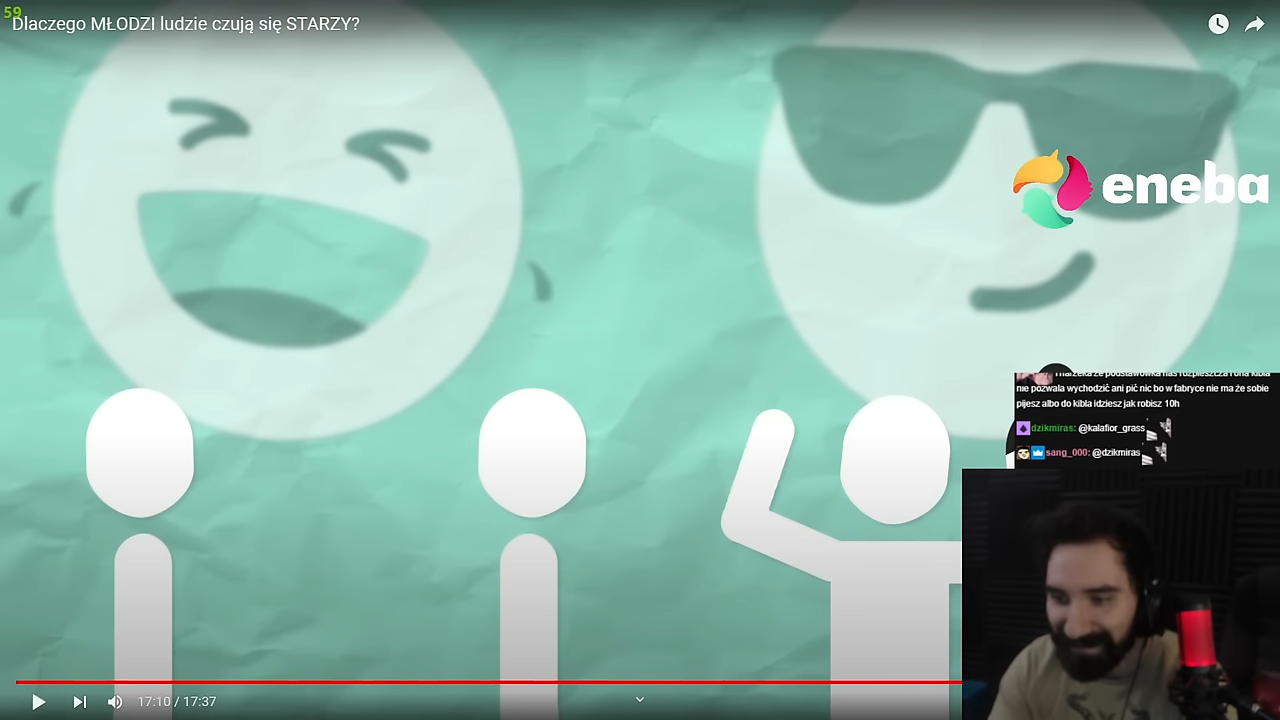 59
Dlaczego MŁODZI ludzie czują się STARZY?
eneba
nie pozwala wychodzić ani pić nic bo w fabryce nie ma że sobie
pijesz albo do kibla idziesz jak robisz 10h
dzikmiras: @kalafior_grass
sang_000: @dzikmiras
17:10 / 17:37